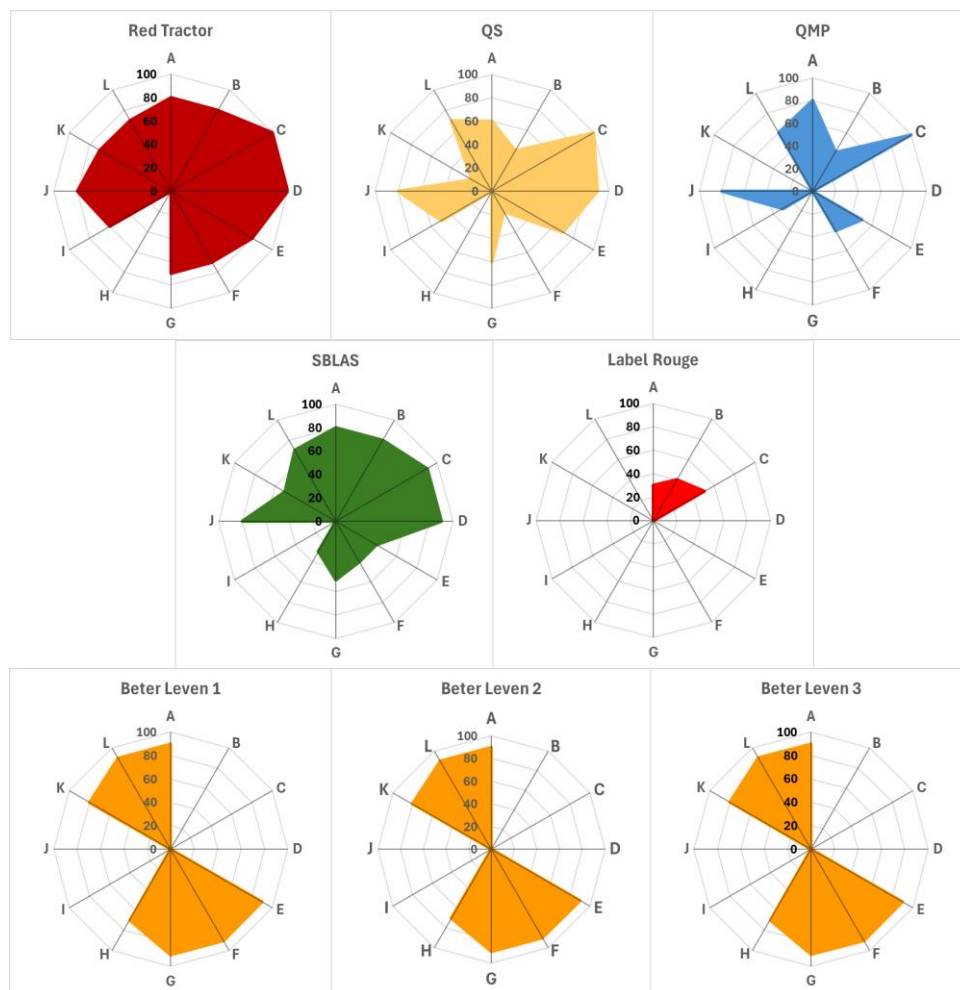 Red Tractor
A
B
C
D
E
F
G
H
I
J
K
L
100
80
60
40
20
0
QS
A
B
C
D
E
F
G
H
I
J
K
L
100
80
60
40
20
0
QMP
A
B
C
D
E
F
G
H
I
J
K
L
100
80
60
40
20
0
SBLAS
A
B
C
D
E
F
G
H
I
J
K
L
100
80
60
40
20
0
Label Rouge
A
B
C
D
E
F
G
H
I
J
K
L
100
80
60
40
20
0
Beter Leven 1
A
B
C
D
E
F
G
H
I
J
K
L
100
80
60
40
20
0
Beter Leven 2
A
B
C
D
E
F
G
H
I
J
K
L
100
80
60
40
20
0
Beter Leven 3
A
B
C
D
E
F
G
H
I
J
K
L
100
80
60
40
20
0